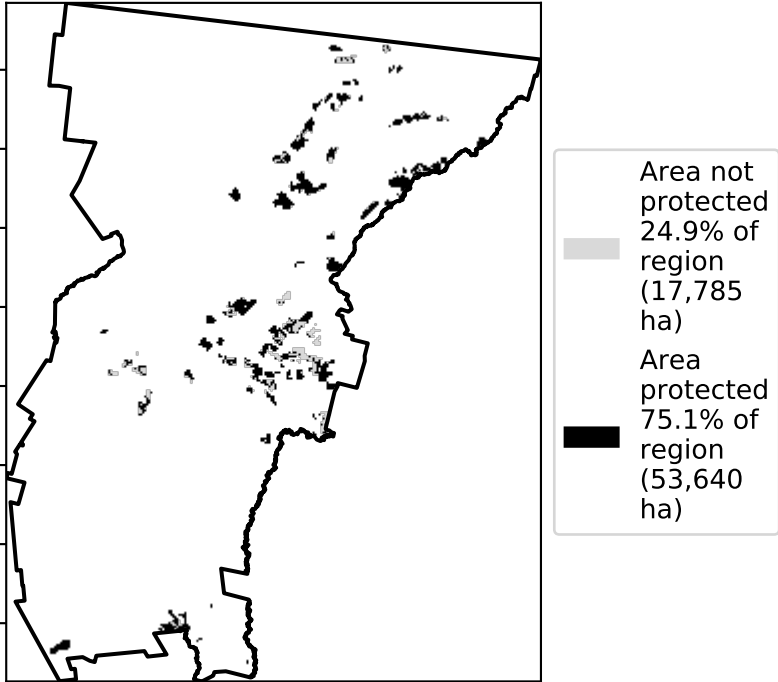 Area not
protected
24.9% of
region
(17,785
ha)
Area
protected
75.1% of
region
(53,640
ha)